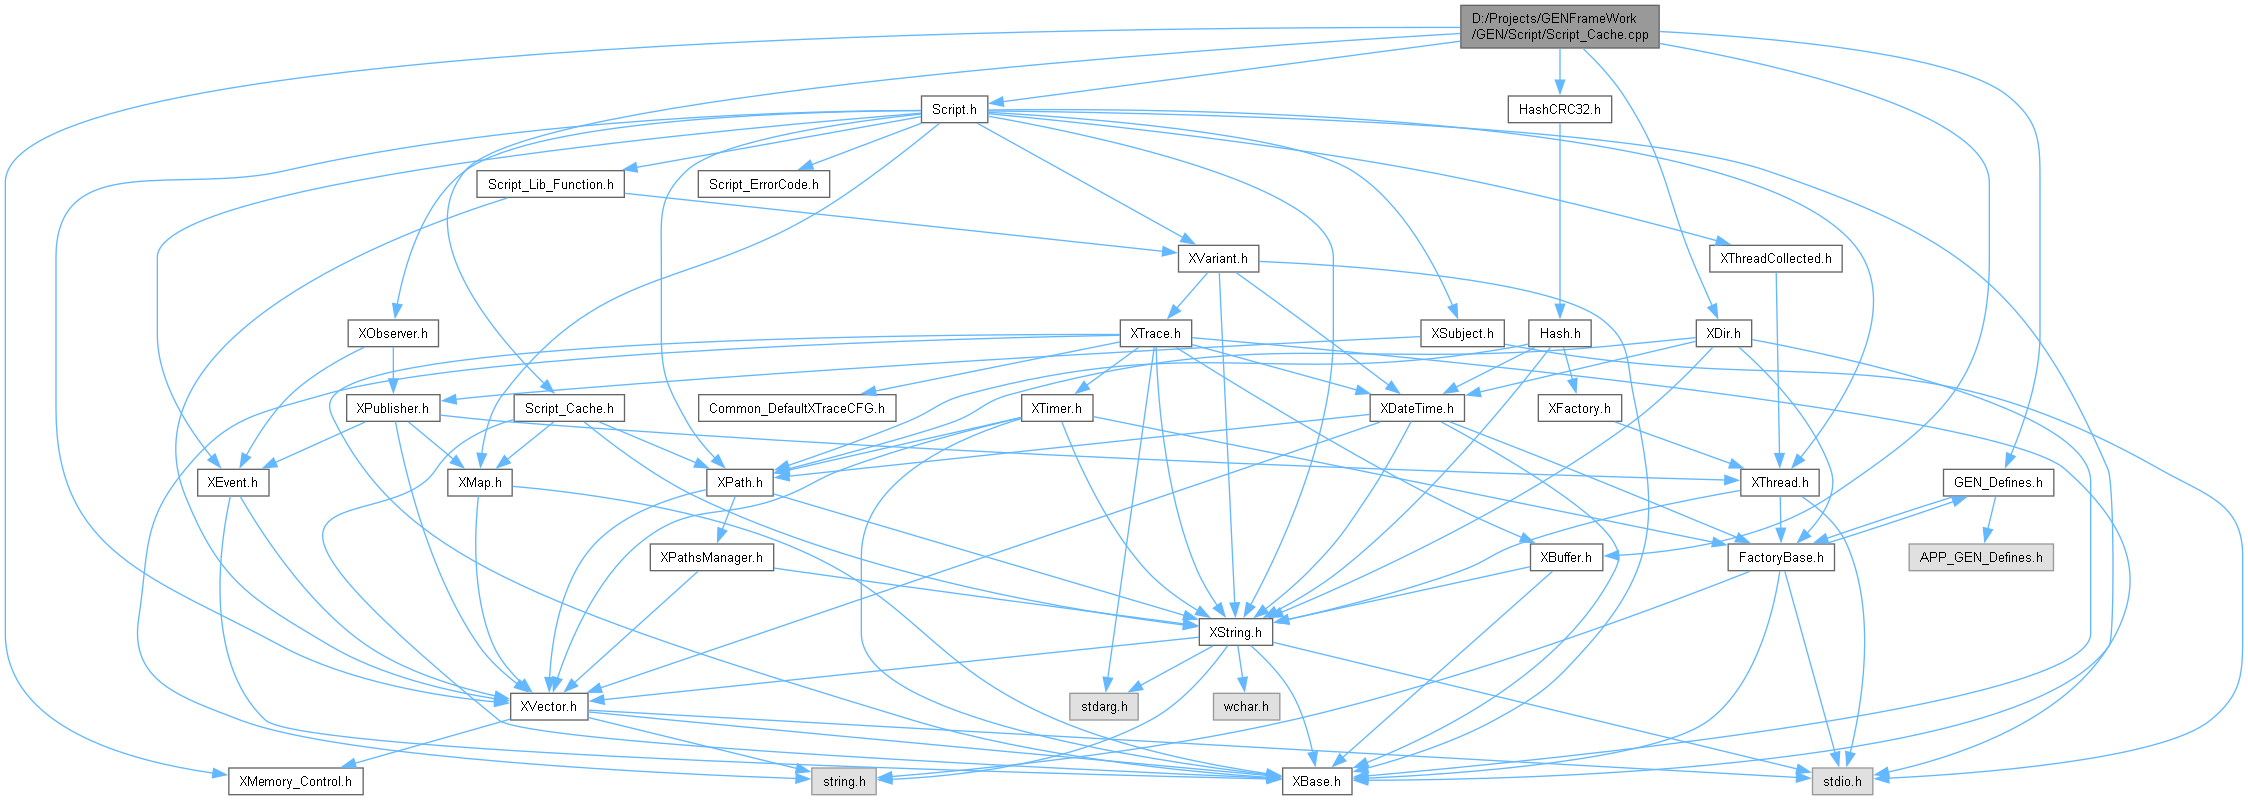 D:/Projects/GENFrameWork
/GEN/Script/Script_Cache.cpp
Script.h
HashCRC32.h
Script_Lib_Function.h
Script_ErrorCode.h
XVariant.h
XThreadCollected.h
XObserver.h
XTrace.h
XSubject.h
Hash.h
XDir.h
XPublisher.h
Script_Cache.h
Common_DefaultXTraceCFG.h
XTimer.h
XDateTime.h
XFactory.h
XEvent.h
XMap.h
XPath.h
XThread.h
GEN_Defines.h
XPathsManager.h
XBuffer.h
FactoryBase.h
APP_GEN_Defines.h
XString.h
XVector.h
stdarg.h
wchar.h
XMemory_Control.h
string.h
XBase.h
stdio.h